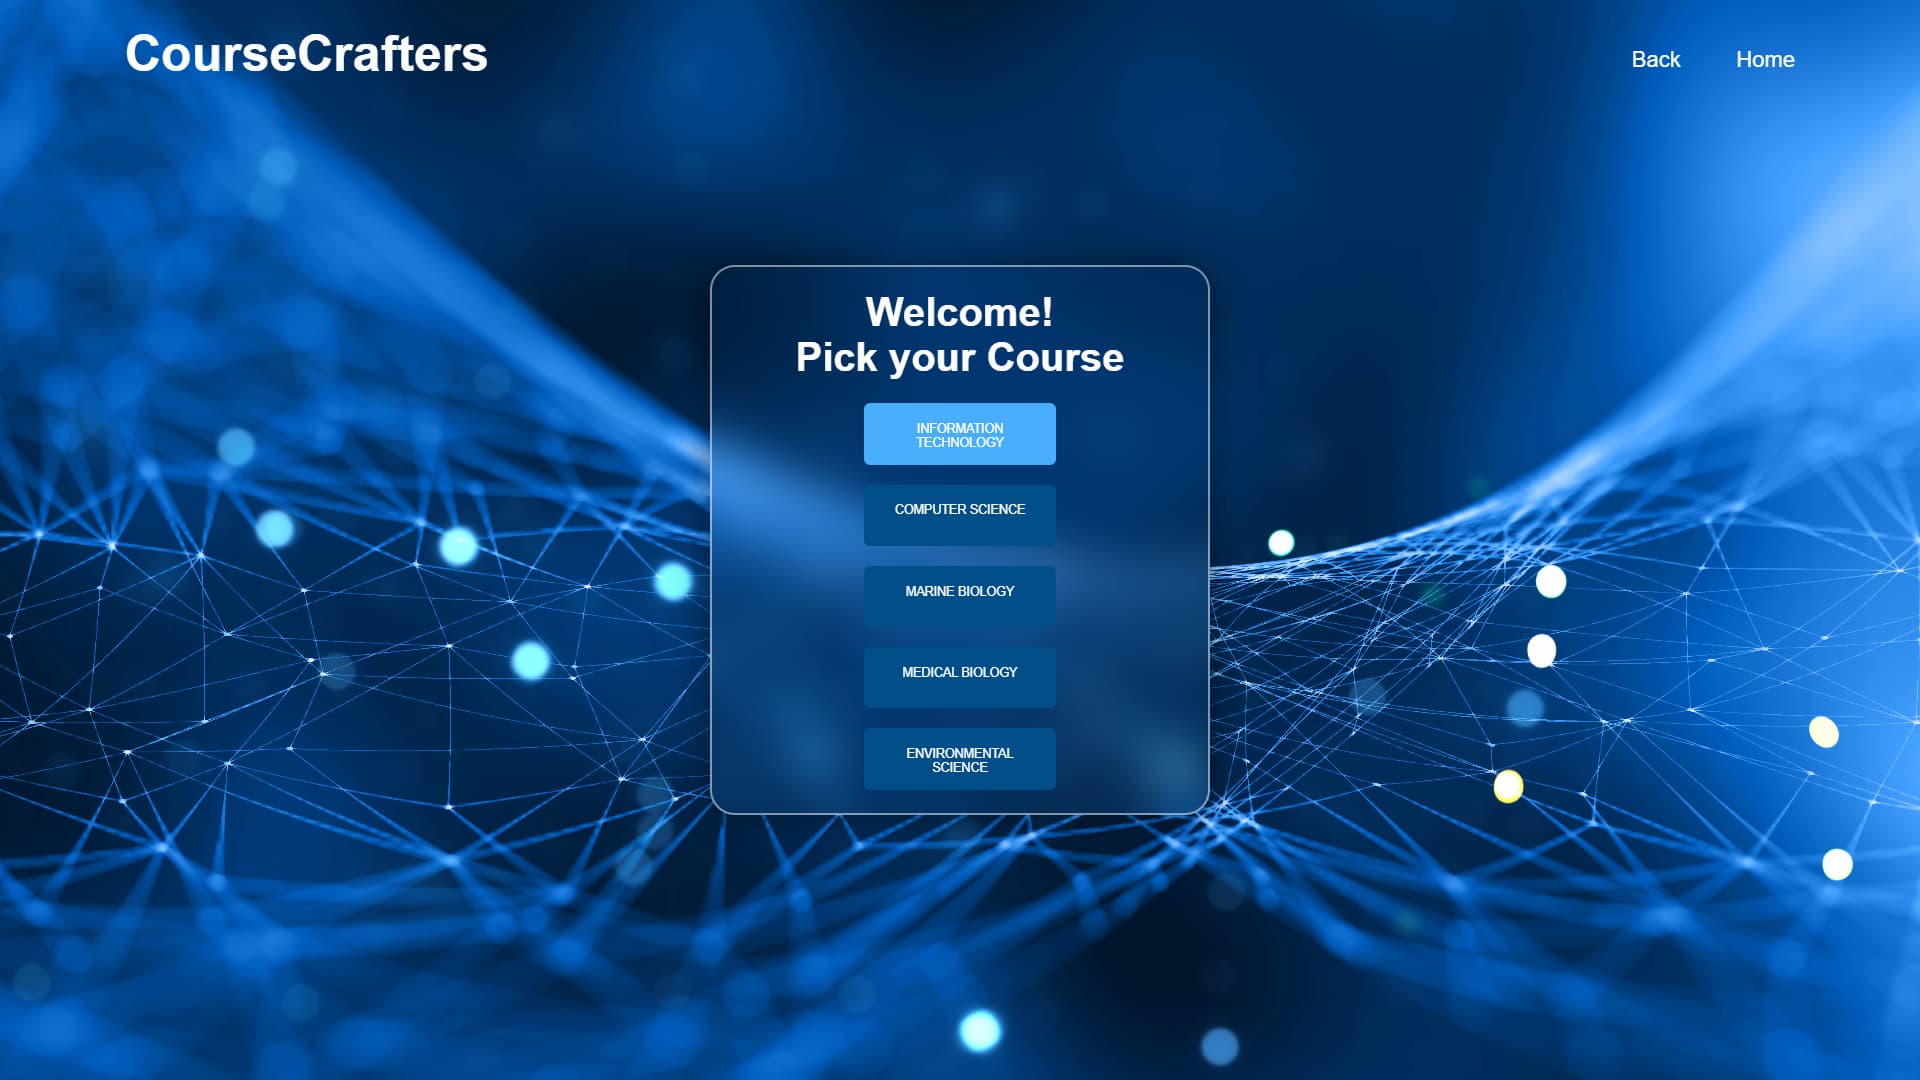 CourseCrafters
Back
Home
Welcome!
Pick your Course
INFORMATION
TECHNOLOGY
COMPUTER SCIENCE
MARINE BIOLOGY
MEDICAL BIOLOGY
ENVIRONMENTAL
SCIENCE